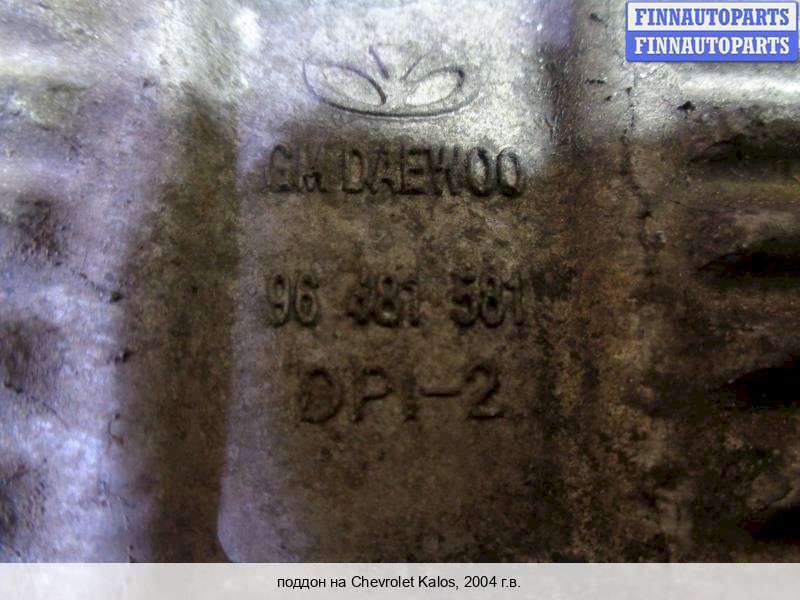 FINNAUTOPARTS
FINNAUTOPARTS
GM DAEWOO
96 481 581
DPI-2
поддон на Chevrolet Kalos, 2004 г.в.